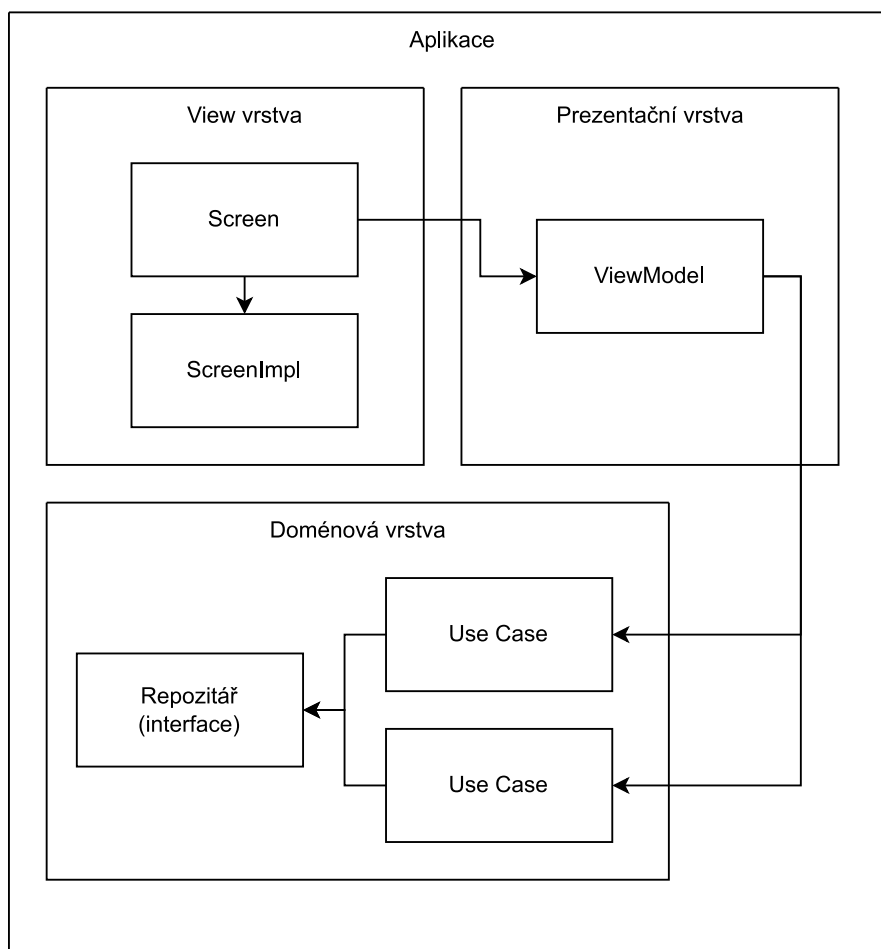 Aplikace
View vrstva
Prezentační vrstva
Screen
ViewModel
ScreenImpl
Doménová vrstva
Use Case
Repozitář
(interface)
Use Case